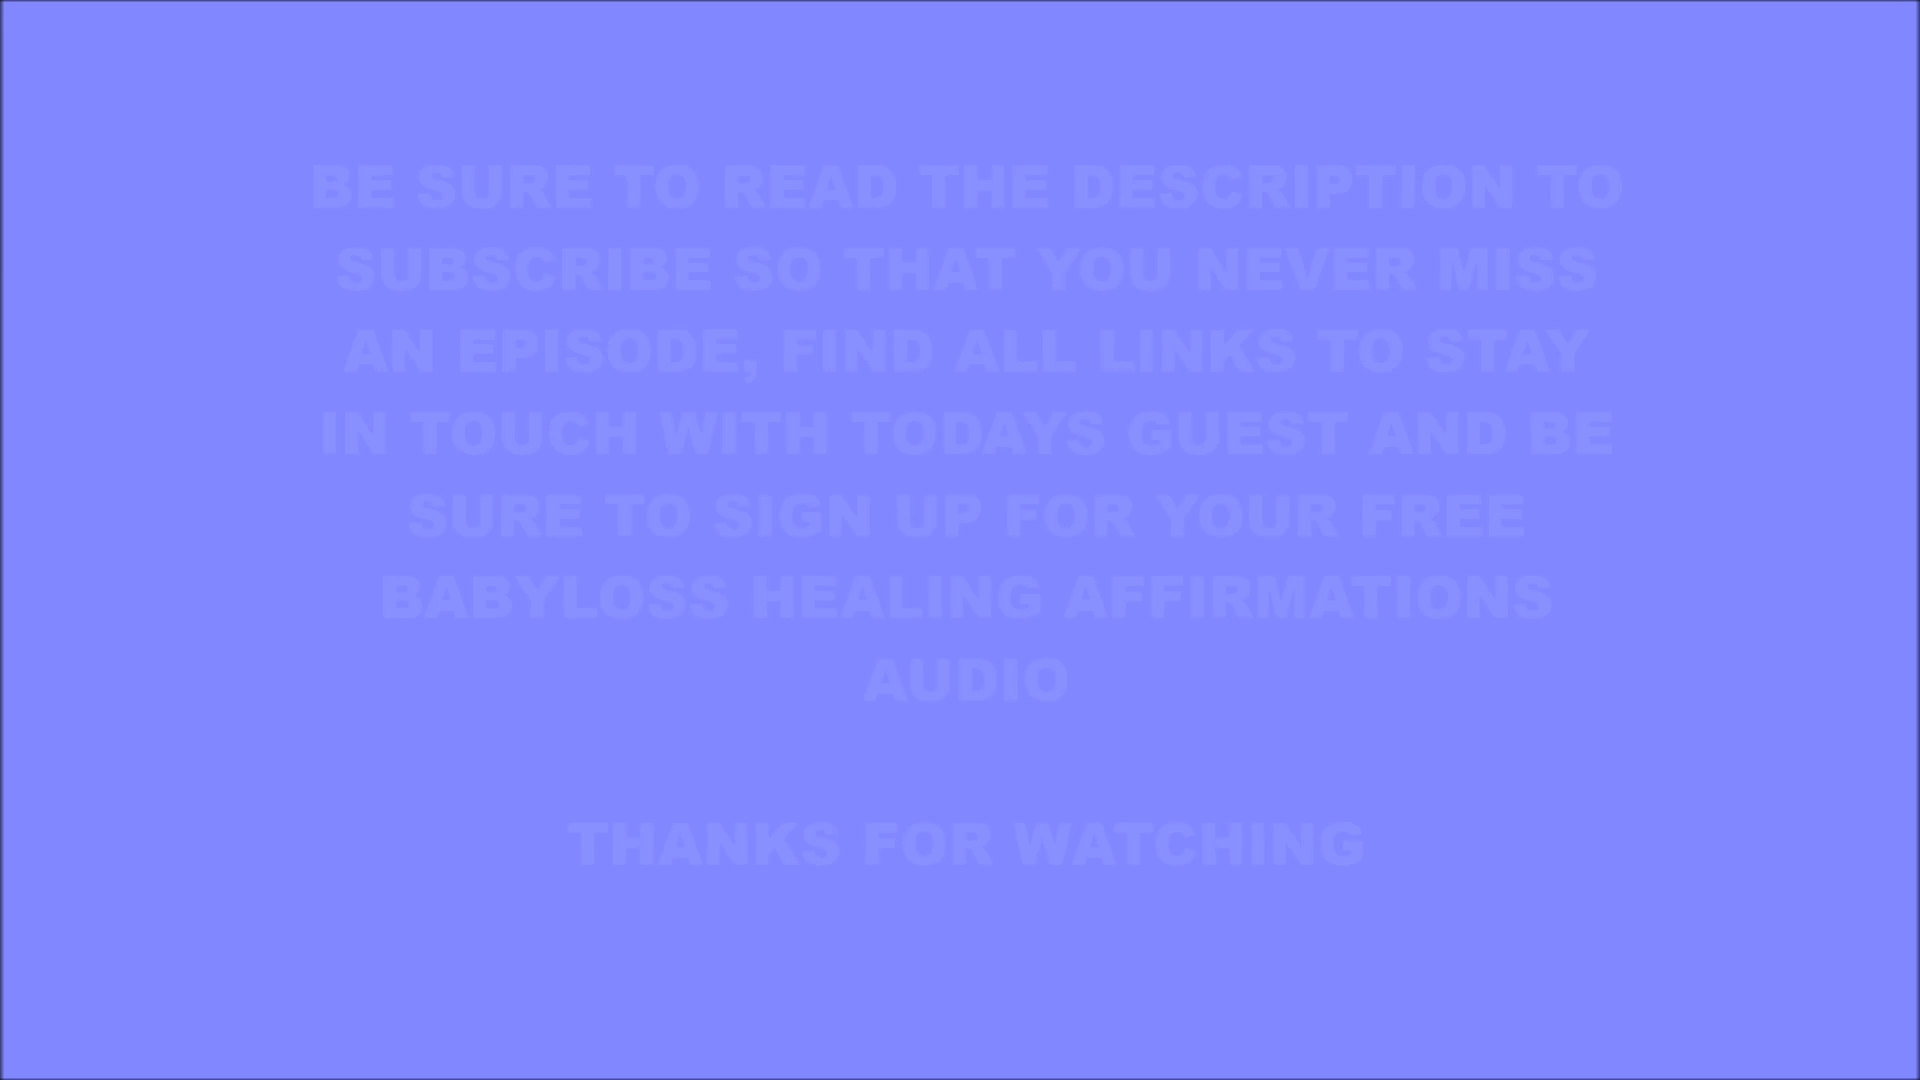 BE SURE TO READ THE DESCRIPTION TO
SUBSCRIBE SO THAT YOU NEVER MISS
AN EPISODE, FIND ALL LINKS TO STAY
IN TOUCH WITH TODAYS GUEST AND BE
SURE TO SIGN UP FOR YOUR FREE
BABYLOSS HEALING AFFIRMATIONS
AUDIO
THANKS FOR WATCHING